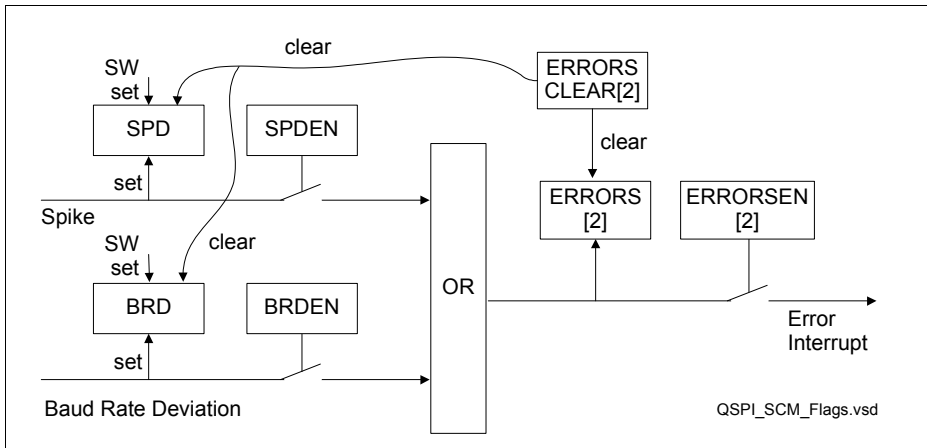 clear
SW
set
ERRORS
CLEAR[2]
SPD
SPDEN
clear
set
Spike
ERRORS
[2]
ERRORSEN
[2]
SW
set
clear
OR
BRD
BRDEN
Error
Interrupt
set
Baud Rate Deviation
QSPI_SCM_Flags.vsd